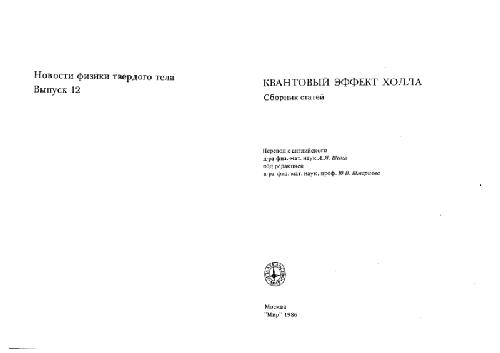 Новости физики твердого тела
Выпуск 12
КВАНТОВЫЙ ЭФФЕКТ ХОЛЛА
Сборник статей
Перевод с английского
д-ра физ.-мат. наук А.Я. Шика
под редакцией
д-ра физ.-мат. наук, проф. Ю.В. Шмарцева
Москва
"Мир" 1986